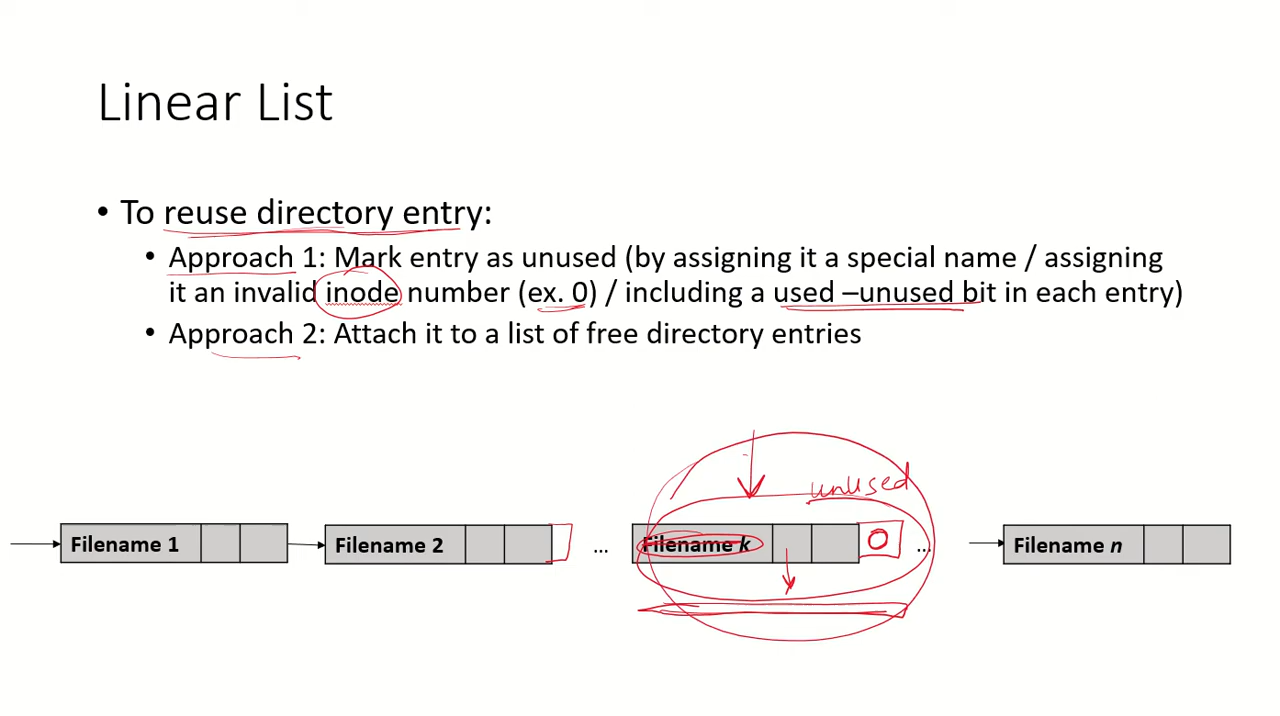 Linear List
• To reuse directory entry:
• Approach 1: Mark entry as unused (by assigning it a special name / assigning
it an invalid inode number (ex. 0) / including a used –unused bit in each entry)
• Approach 2: Attach it to a list of free directory entries
unused
Filename 1 Filename 2 ... Filename k 0 ... Filename n